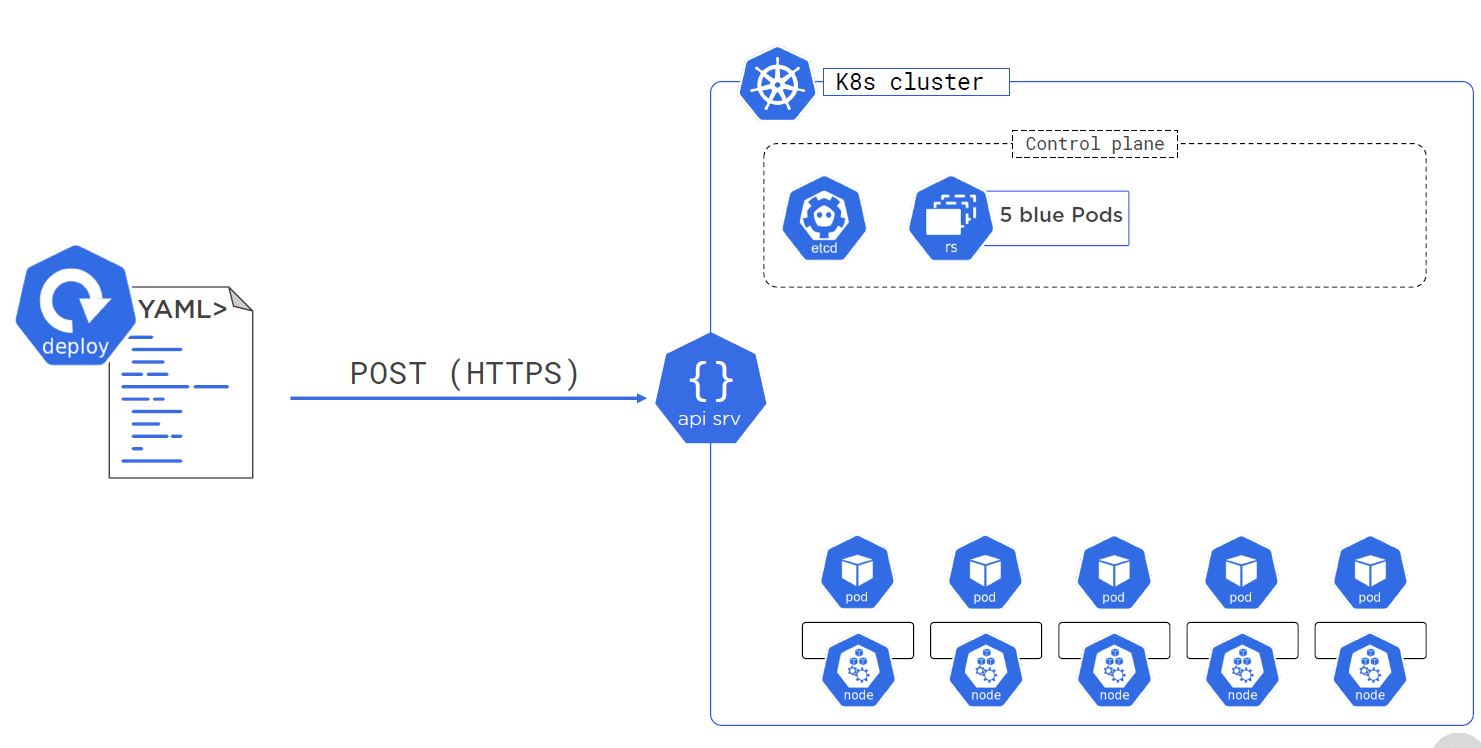 K8s cluster
Control plane
etcd
rs
5 blue Pods
YAML>
deploy
POST (HTTPS)
{}
api srv
pod
pod
pod
pod
pod
node
node
node
node
node